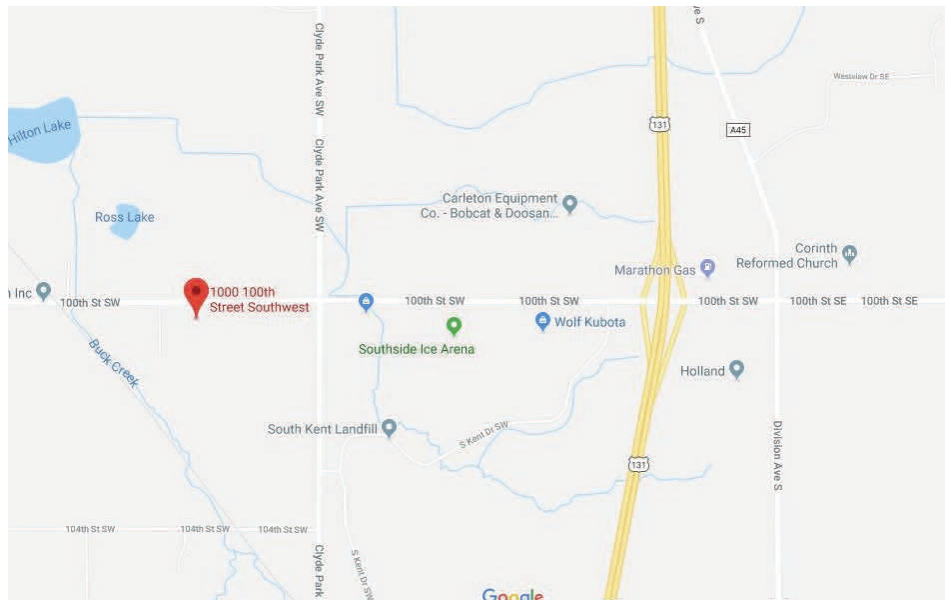 ve S
Clyde Park Ave SW
Westview Dr SE
Hilton Lake
131
A45
Clyde Park Ave SW
Carleton Equipment
Co. - Bobcat & Doosan...
Ross Lake
Corinth
Reformed Church
Marathon Gas
n Inc
100th St SW
1000 100th
Street Southwest
100th St SW
100th St SW
100th St SW
100th St SE
100th St SE
Wolf Kubota
Southside Ice Arena
Buck Creek
Holland
South Kent Landfill
S Kent Dr SW
Division Ave S
131
104th St SW
104th St SW
104th St SW
Clyde Park
S Kent Dr SW
Google